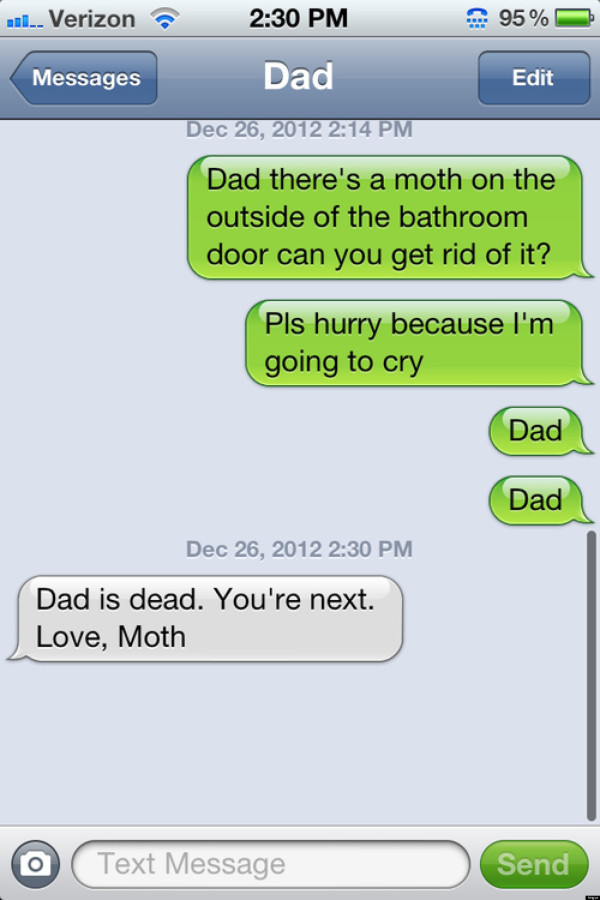 Verizon 2:30 PM 95%
Messages Dad Edit
Dec 26, 2012 2:14 PM
Dad there's a moth on the
outside of the bathroom
door can you get rid of it?
Pls hurry because I'm
going to cry
Dad
Dad
Dec 26, 2012 2:30 PM
Dad is dead. You're next.
Love, Moth
Text Message Send